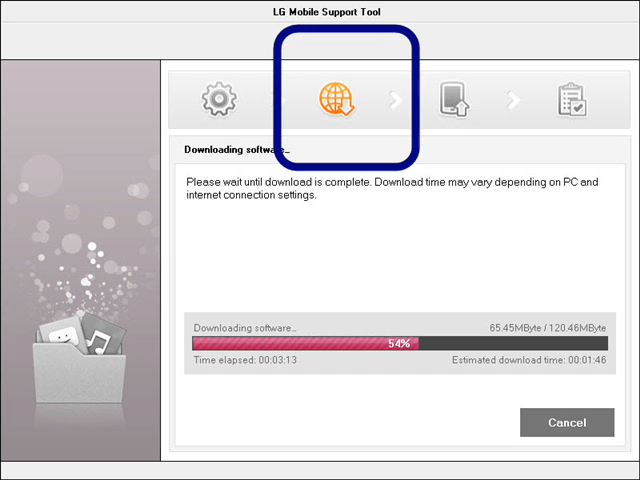 LG Mobile Support Tool
Downloading software...
Please wait until download is complete. Download time may vary depending on PC and
internet connection settings.
Downloading software... 65.45MByte / 120.46MByte
54%
Time elapsed: 00:03:13 Estimated download time: 00:01:46
Cancel